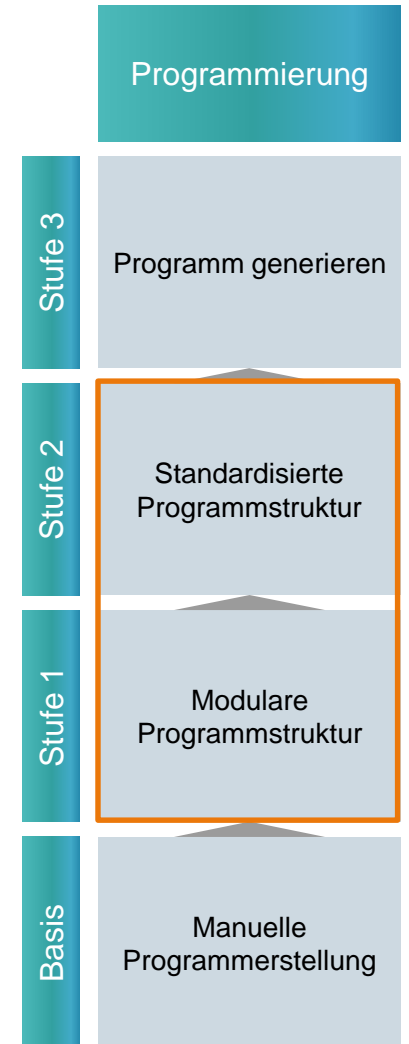 Programmierung
Stufe 3
Programm generieren
Stufe 2
Standardisierte
Programmstruktur
Stufe 1
Modulare
Programmstruktur
Basis
Manuelle
Programmerstellung